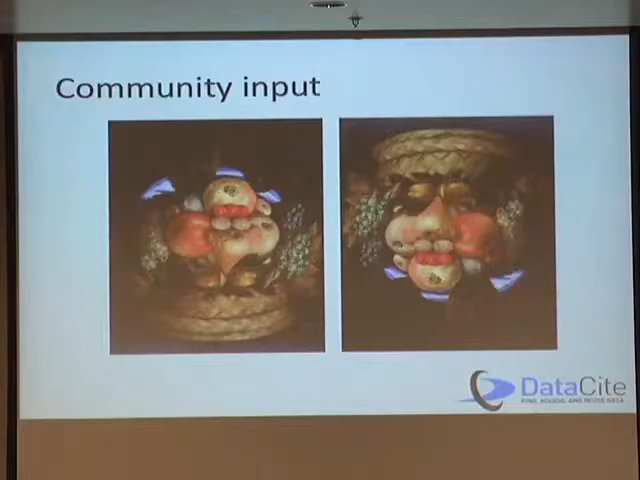 Community input
DataCite
FIND, ACCESS, AND REUSE DATA